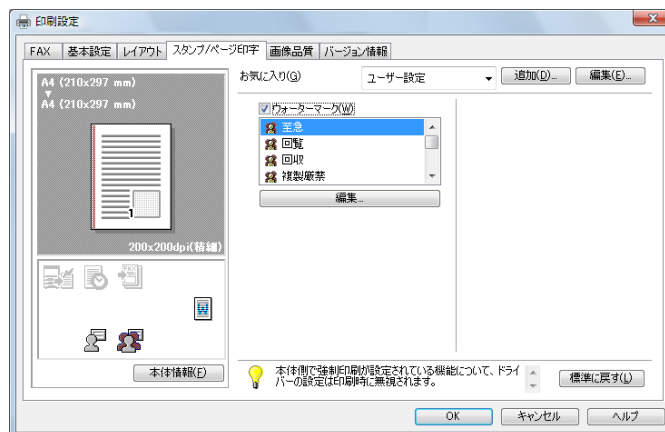 印刷設定
FAX 基本設定 レイアウト スタンプ/ページ印字 画像品質 バージョン情報
A4 (210x297 mm)
A4 (210x297 mm)
1
200x200dpi(精細)
本体情報(F)
お気に入り(G) ユーザー設定 追加(D)... 編集(E)...
ウォーターマーク(W)
至急
回覧
回収
複製厳禁
編集...
本体側で強制印刷が設定されている機能について、ドライ
バーの設定は印刷時に無視されます。
標準に戻す(L)
OK キャンセル ヘルプ